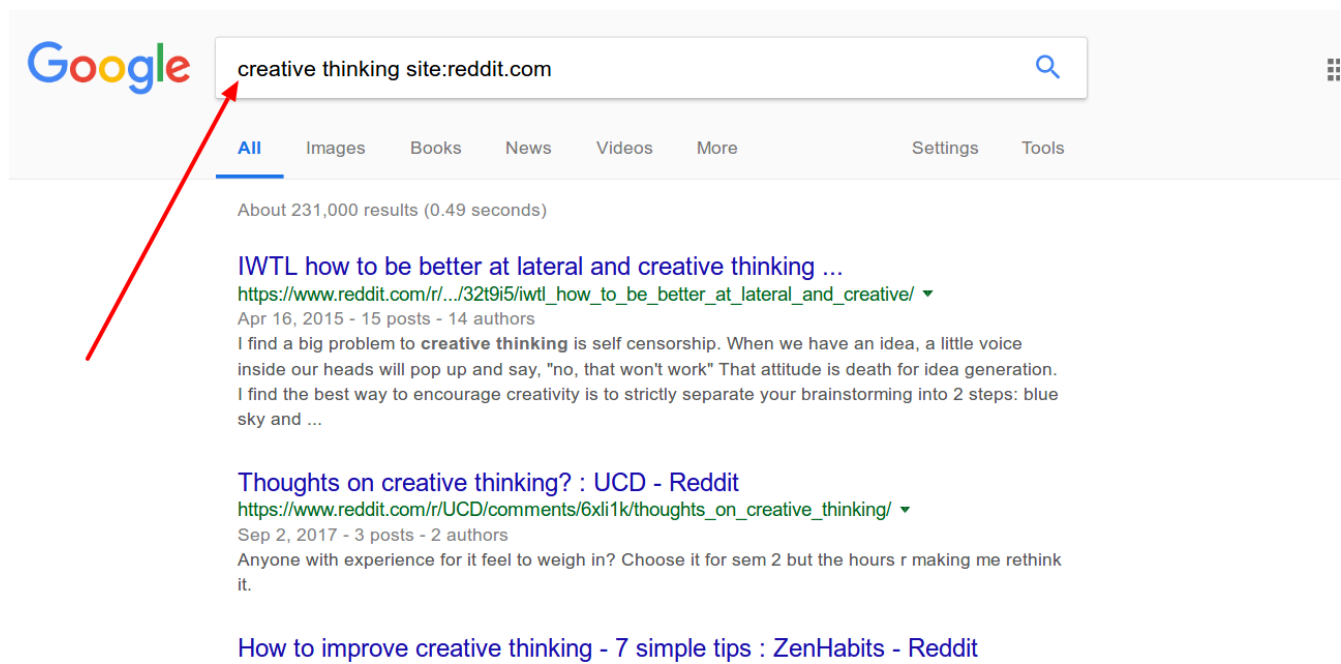 Google
creative thinking site:reddit.com
All Images Books News Videos More Settings Tools
About 231,000 results (0.49 seconds)
IWTL how to be better at lateral and creative thinking ...
https://www.reddit.com/r/.../32t9i5/iwtl_how_to_be_better_at_lateral_and_creative/
Apr 16, 2015 - 15 posts - 14 authors
I find a big problem to creative thinking is self censorship. When we have an idea, a little voice
inside our heads will pop up and say, "no, that won't work" That attitude is death for idea generation.
I find the best way to encourage creativity is to strictly separate your brainstorming into 2 steps: blue
sky and ...
Thoughts on creative thinking? : UCD - Reddit
https://www.reddit.com/r/UCD/comments/6xli1k/thoughts_on_creative_thinking/
Sep 2, 2017 - 3 posts - 2 authors
Anyone with experience for it feel to weigh in? Choose it for sem 2 but the hours r making me rethink
it.
How to improve creative thinking - 7 simple tips : ZenHabits - Reddit